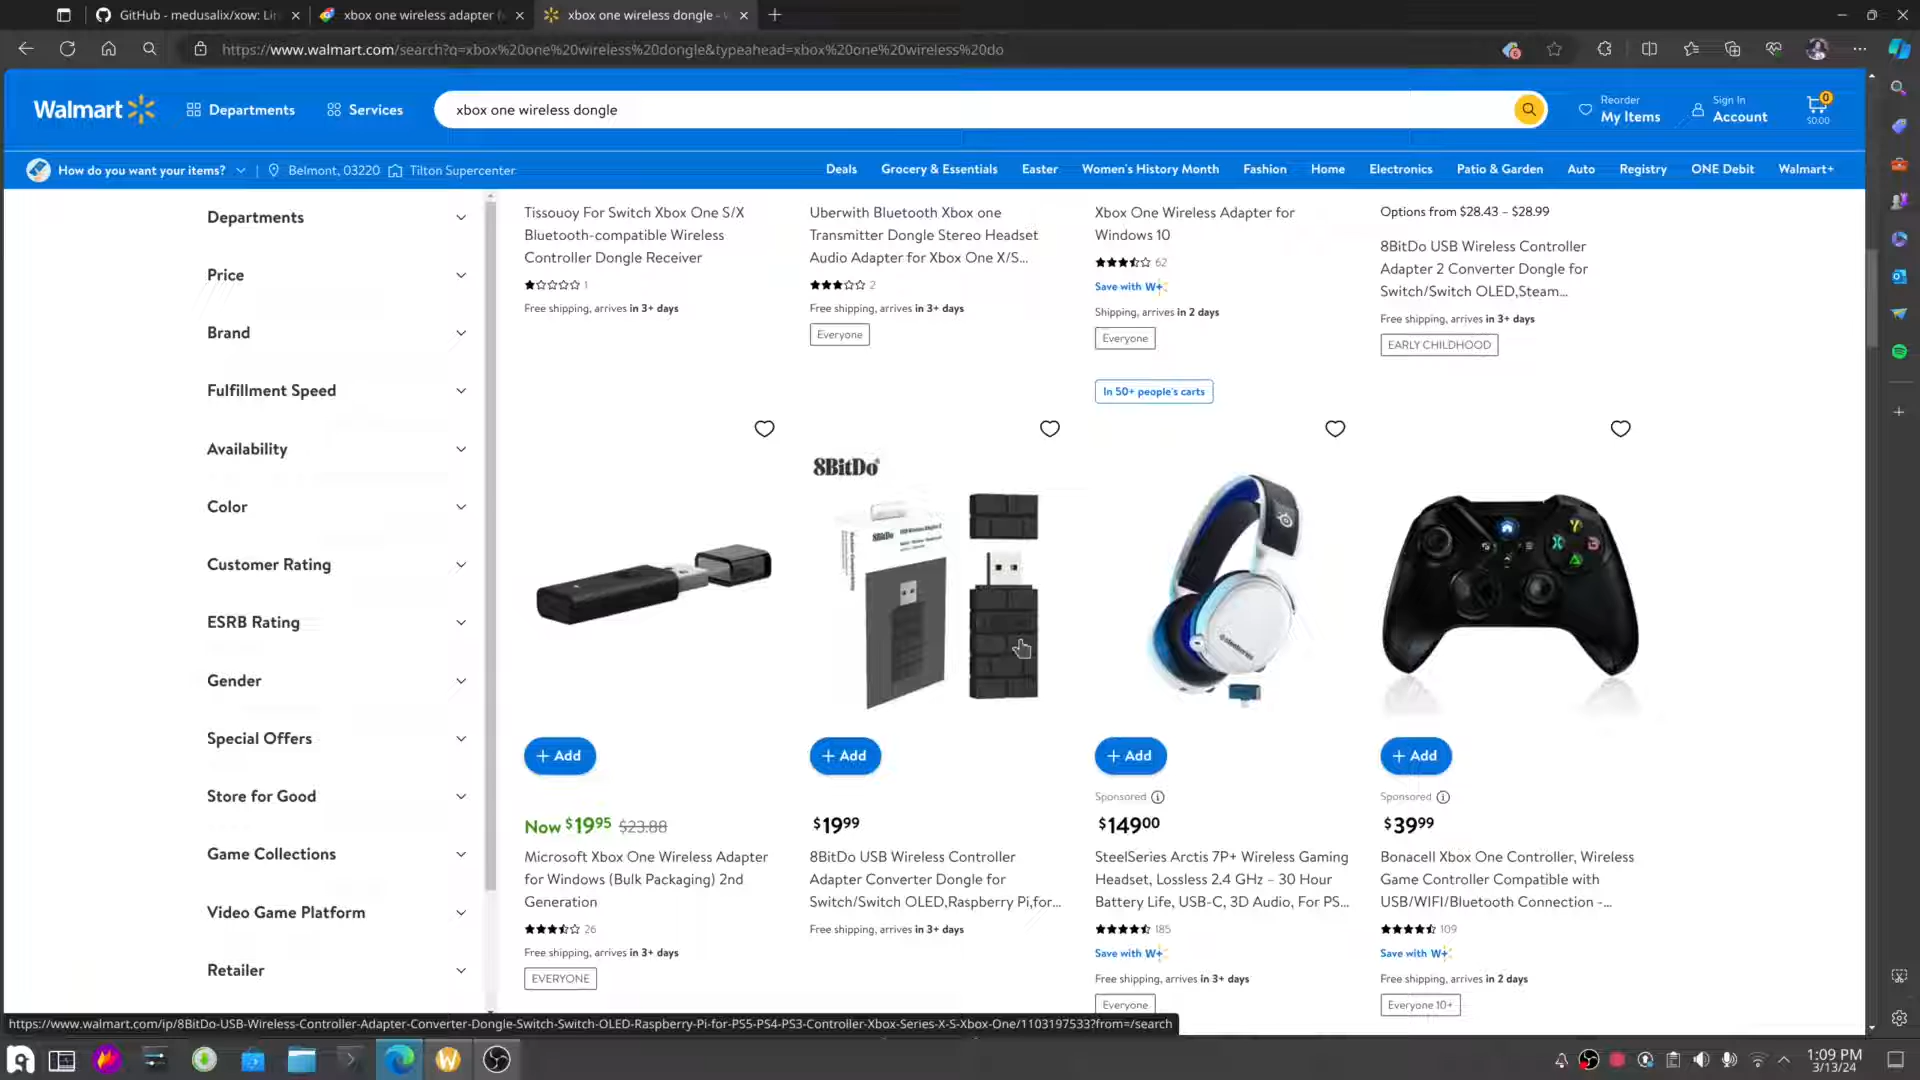 GitHub - medusalix/xow: Li
xbox one wireless adapter
xbox one wireless dongle -
https://www.walmart.com/search?q=xbox%20one%20wireless%20dongle&typeahead=xbox%20one%20wireless%20do
6
Walmart
Departments
Services
xbox one wireless dongle
Reorder
My Items
Sign In
Account
0
$0.00
How do you want your items?
Belmont, 03220
Tilton Supercenter
Deals
Grocery & Essentials
Easter
Women's History Month
Fashion
Home
Electronics
Patio & Garden
Auto
Registry
ONE Debit
Walmart+
Departments
Price
Brand
Fulfillment Speed
Availability
Color
Customer Rating
ESRB Rating
Gender
Special Offers
Store for Good
Game Collections
Video Game Platform
Retailer
Tissouoy For Switch Xbox One S/X
Bluetooth-compatible Wireless
Controller Dongle Receiver
1
Free shipping, arrives in 3+ days
Uberwith Bluetooth Xbox one
Transmitter Dongle Stereo Headset
Audio Adapter for Xbox One X/S...
2
Free shipping, arrives in 3+ days
Everyone
Xbox One Wireless Adapter for
Windows 10
62
Save with W+
Shipping, arrives in 2 days
Everyone
In 50+ people's carts
Options from $28.43 – $28.99
8BitDo USB Wireless Controller
Adapter 2 Converter Dongle for
Switch/Switch OLED,Steam...
Free shipping, arrives in 3+ days
EARLY CHILDHOOD
+ Add
Now $19.95 $23.88
Microsoft Xbox One Wireless Adapter
for Windows (Bulk Packaging) 2nd
Generation
26
Free shipping, arrives in 3+ days
EVERYONE
8BitDo
8BitDo
+ Add
$19.99
8BitDo USB Wireless Controller
Adapter Converter Dongle for
Switch/Switch OLED,Raspberry Pi,for...
Free shipping, arrives in 3+ days
steelseries
+ Add
Sponsored
$149.00
SteelSeries Arctis 7P+ Wireless Gaming
Headset, Lossless 2.4 GHz – 30 Hour
Battery Life, USB-C, 3D Audio, For PS...
185
Save with W+
Free shipping, arrives in 3+ days
Everyone
Y
X
B
+ Add
Sponsored
$39.99
Bonacell Xbox One Controller, Wireless
Game Controller Compatible with
USB/WIFI/Bluetooth Connection -...
109
Save with W+
Free shipping, arrives in 2 days
Everyone 10+
https://www.walmart.com/ip/8BitDo-USB-Wireless-Controller-Adapter-Converter-Dongle-Switch-Switch-OLED-Raspberry-Pi-for-PS5-PS4-PS3-Controller-Xbox-Series-X-S-Xbox-One/1103197533?from=/search
1:09 PM
3/13/24